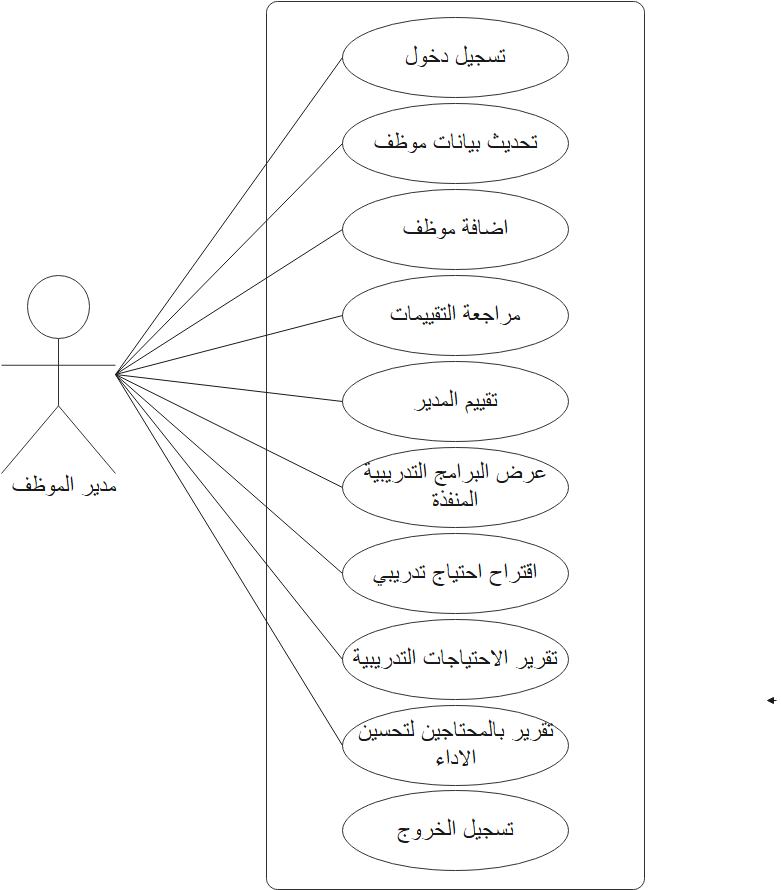 تسجيل دخول
تحديث بيانات موظف
اضافة موظف
مراجعة التقييمات
تقييم المدير
عرض البرامج التدريبية
المنفذة
اقتراح احتياج تدريبي
تقرير الاحتياجات التدريبية
تقرير بالمحتاجين لتحسين
الاداء
تسجيل الخروج
مدير الموظف